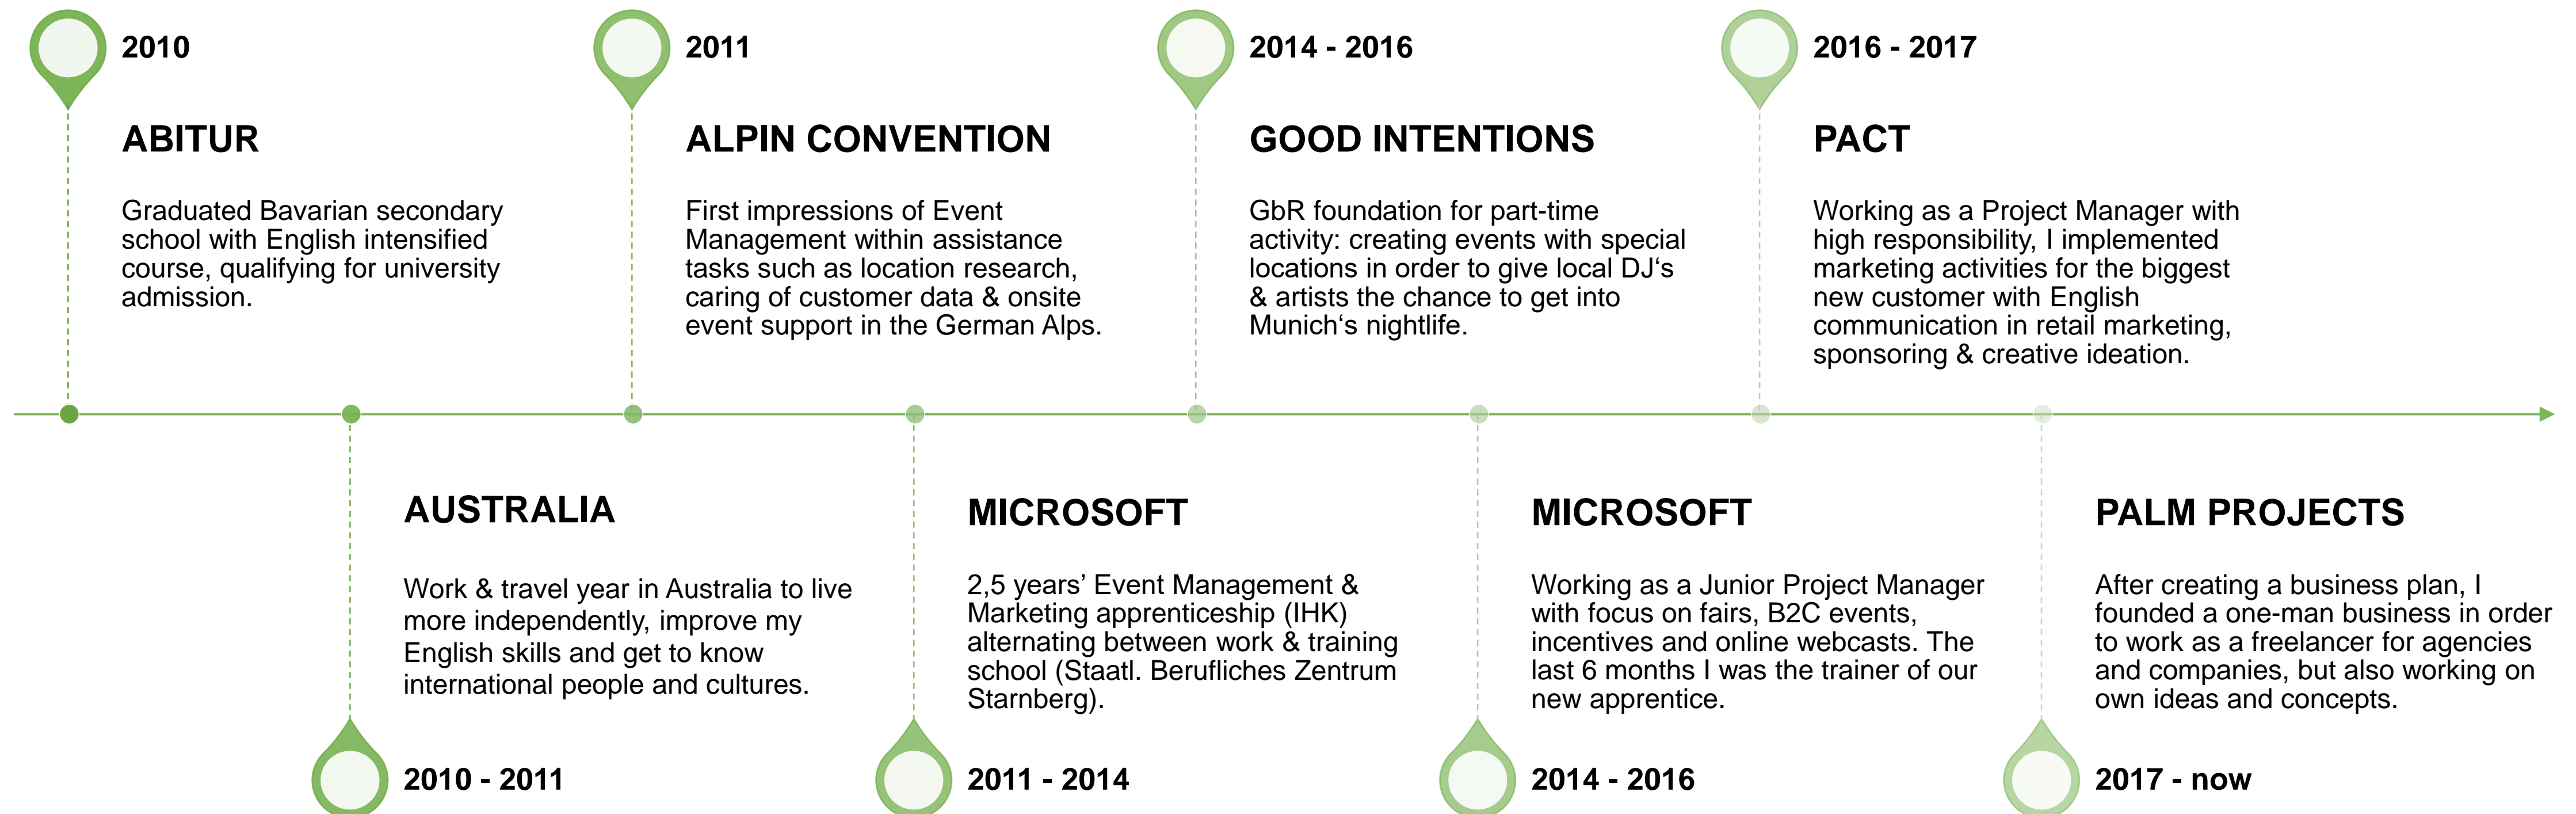 2010
ABITUR
Graduated Bavarian secondary
school with English intensified
course, qualifying for university
admission.
2011
ALPIN CONVENTION
First impressions of Event
Management within assistance
tasks such as location research,
caring of customer data & onsite
event support in the German Alps.
2014 - 2016
GOOD INTENTIONS
GbR foundation for part-time
activity: creating events with special
locations in order to give local DJ‘s
& artists the chance to get into
Munich‘s nightlife.
2016 - 2017
PACT
Working as a Project Manager with
high responsibility, I implemented
marketing activities for the biggest
new customer with English
communication in retail marketing,
sponsoring & creative ideation.
AUSTRALIA
Work & travel year in Australia to live
more independently, improve my
English skills and get to know
international people and cultures.
2010 - 2011
MICROSOFT
2,5 years’ Event Management &
Marketing apprenticeship (IHK)
alternating between work & training
school (Staatl. Berufliches Zentrum
Starnberg).
2011 - 2014
MICROSOFT
Working as a Junior Project Manager
with focus on fairs, B2C events,
incentives and online webcasts. The
last 6 months I was the trainer of our
new apprentice.
2014 - 2016
PALM PROJECTS
After creating a business plan, I
founded a one-man business in order
to work as a freelancer for agencies
and companies, but also working on
own ideas and concepts.
2017 - now